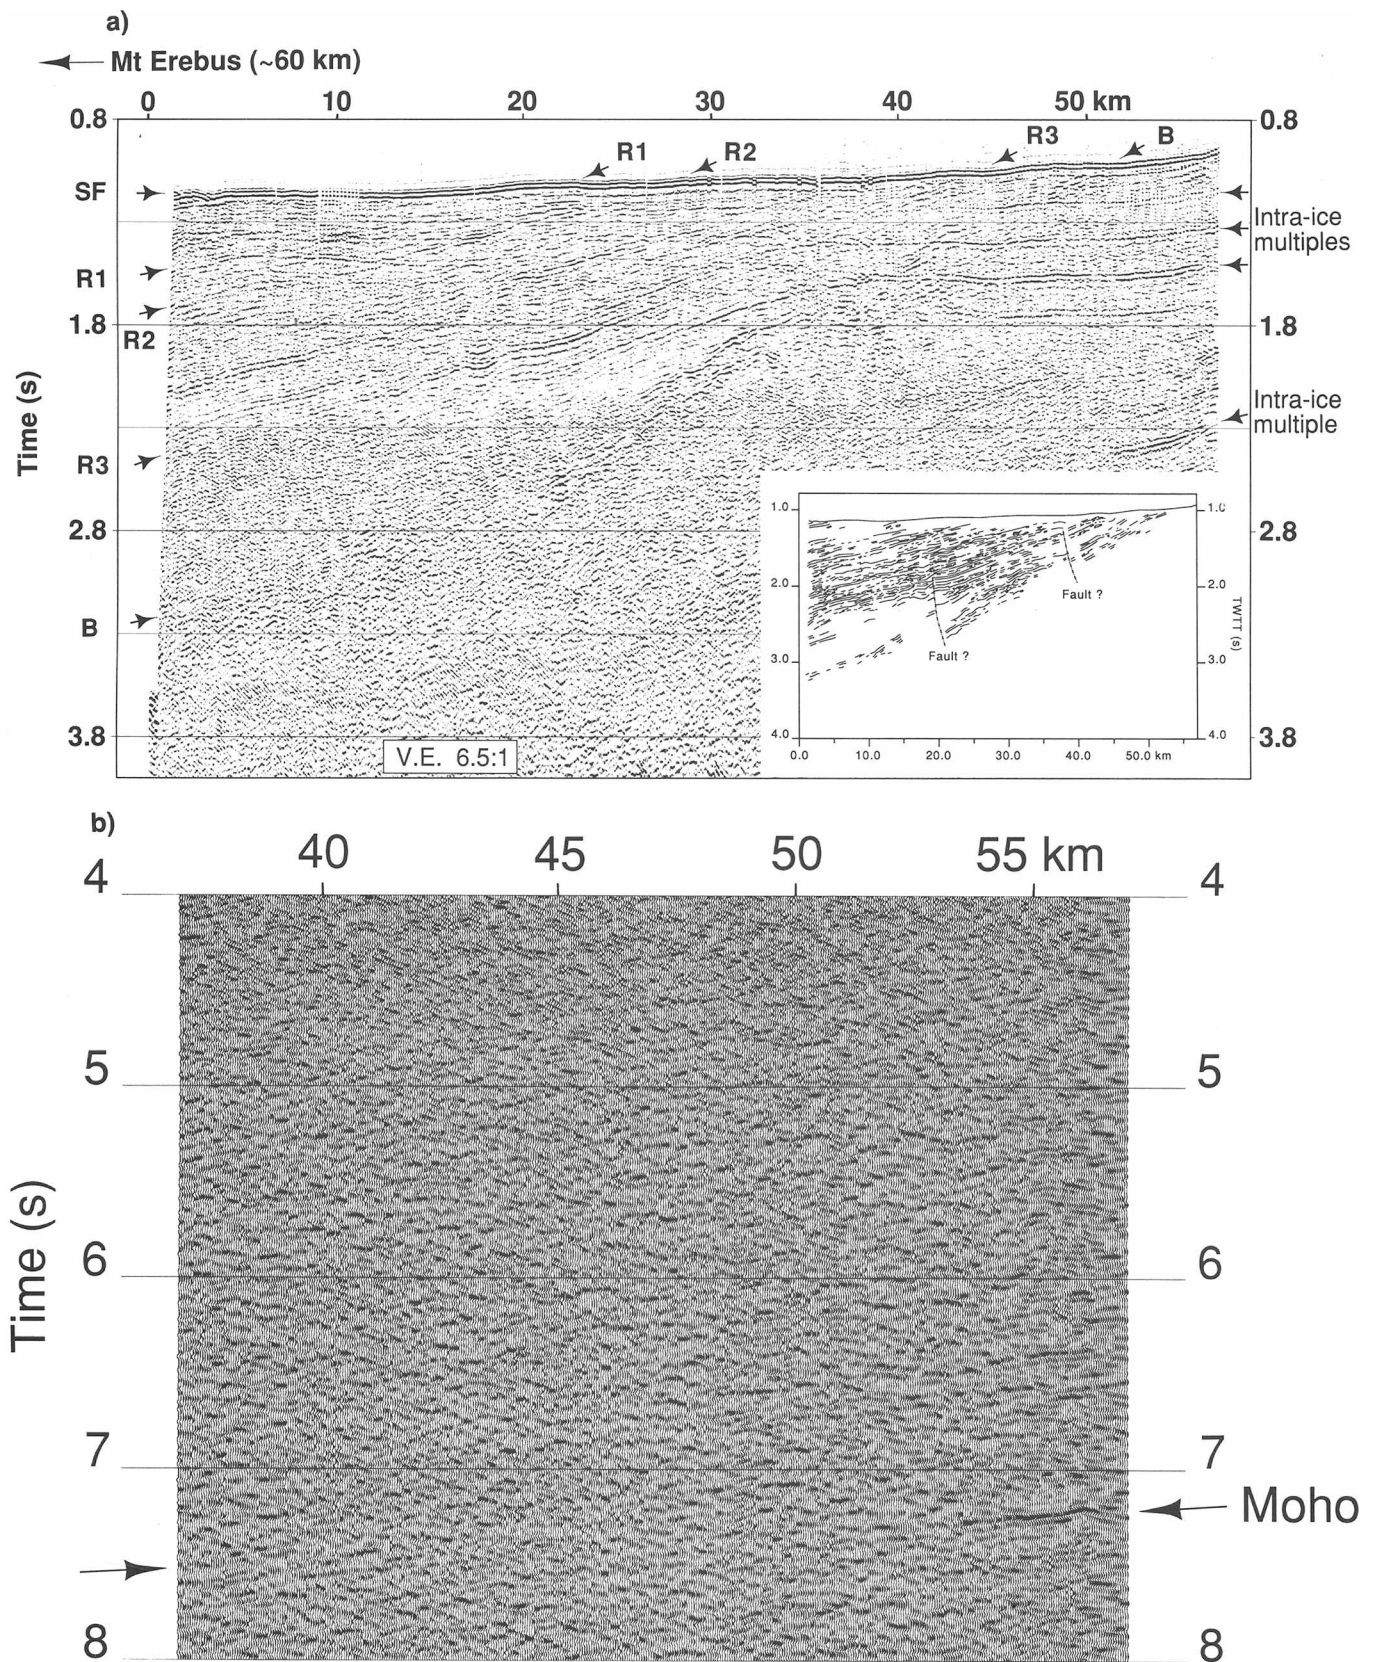 a)
Mt Erebus (~60 km)
0 10 20 30 40 50 km
0.8 0.8
R1 R2 R3 B
SF
Intra-ice
multiples
R1
1.8 1.8
R2
Time (s)
Intra-ice
multiple
R3
2.8 2.8
B
3.8 3.8
V.E. 6.5:1
1.0 1.0
2.0 2.0
Fault ?
TWTT (s)
Fault ?
3.0 3.0
4.0 4.0
0.0 10.0 20.0 30.0 40.0 50.0 km
b)
40 45 50 55 km
4 4
5 5
Time (s)
6 6
7 7
Moho
8 8